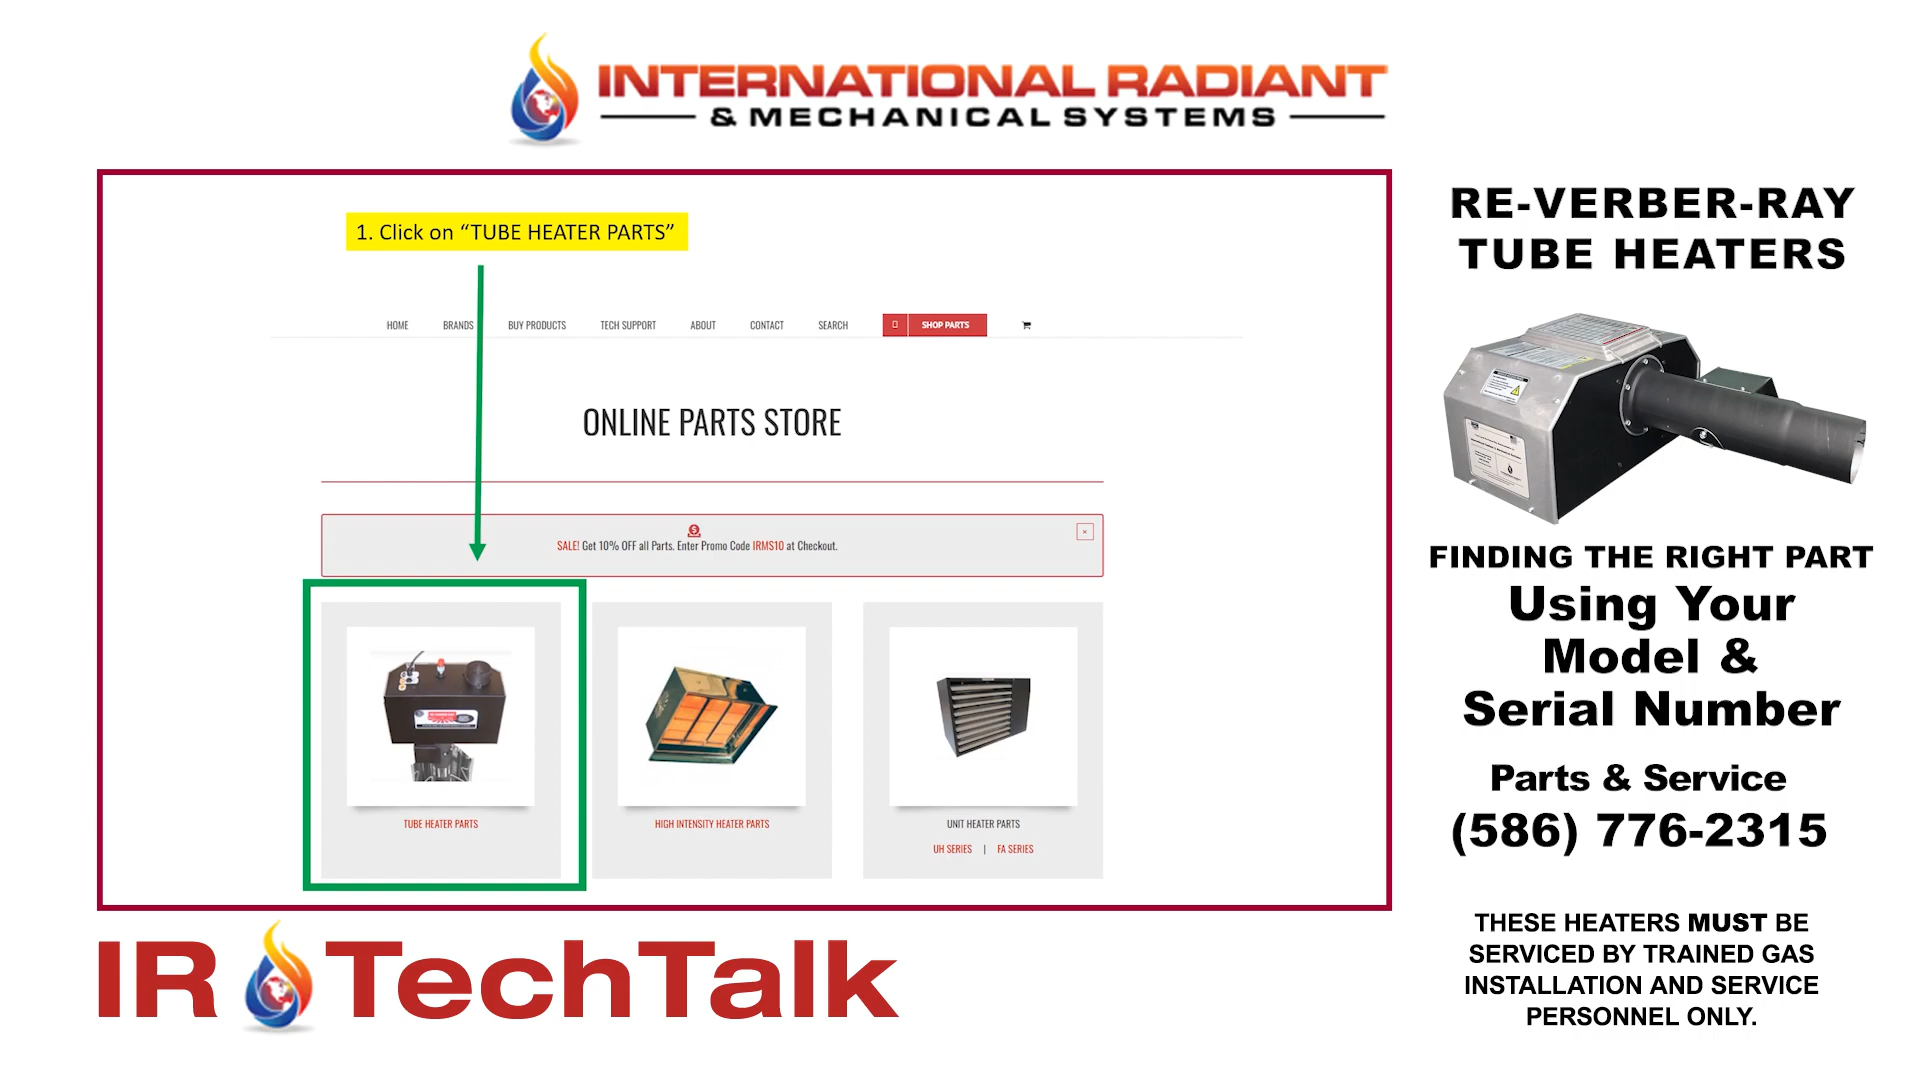 INTERNATIONAL RADIANT
& MECHANICAL SYSTEMS
1. Click on “TUBE HEATER PARTS”
HOME BRANDS BUY PRODUCTS TECH SUPPORT ABOUT CONTACT SEARCH SHOP PARTS
ONLINE PARTS STORE
SALE! Get 10% OFF all Parts. Enter Promo Code IRMS10 at Checkout.
TUBE HEATER PARTS
HIGH INTENSITY HEATER PARTS
UNIT HEATER PARTS
UH SERIES | FA SERIES
RE-VERBER-RAY
TUBE HEATERS
FINDING THE RIGHT PART
Using Your
Model &
Serial Number
Parts & Service
(586) 776-2315
THESE HEATERS MUST BE
SERVICED BY TRAINED GAS
INSTALLATION AND SERVICE
PERSONNEL ONLY.
IR TechTalk